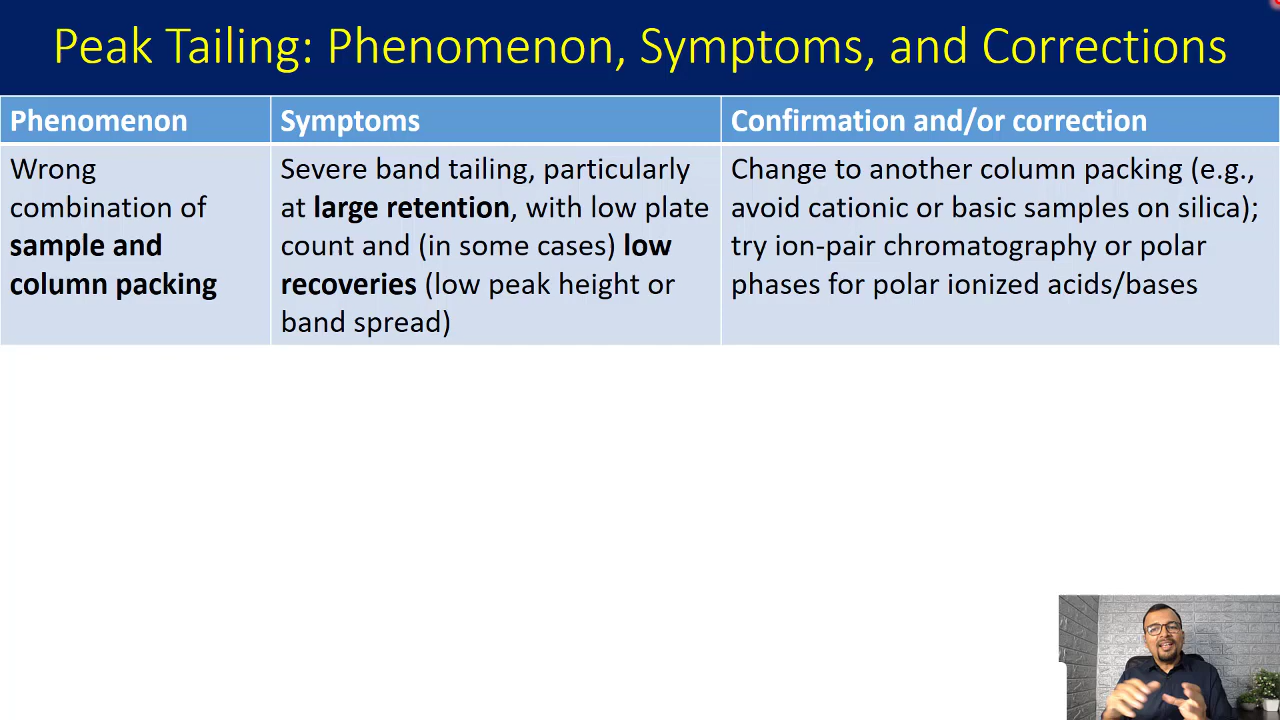 Peak Tailing: Phenomenon, Symptoms, and Corrections
Phenomenon
Symptoms
Confirmation and/or correction
Wrong
combination of
sample and
column packing
Severe band tailing, particularly
at large retention, with low plate
count and (in some cases) low
recoveries (low peak height or
band spread)
Change to another column packing (e.g.,
avoid cationic or basic samples on silica);
try ion-pair chromatography or polar
phases for polar ionized acids/bases